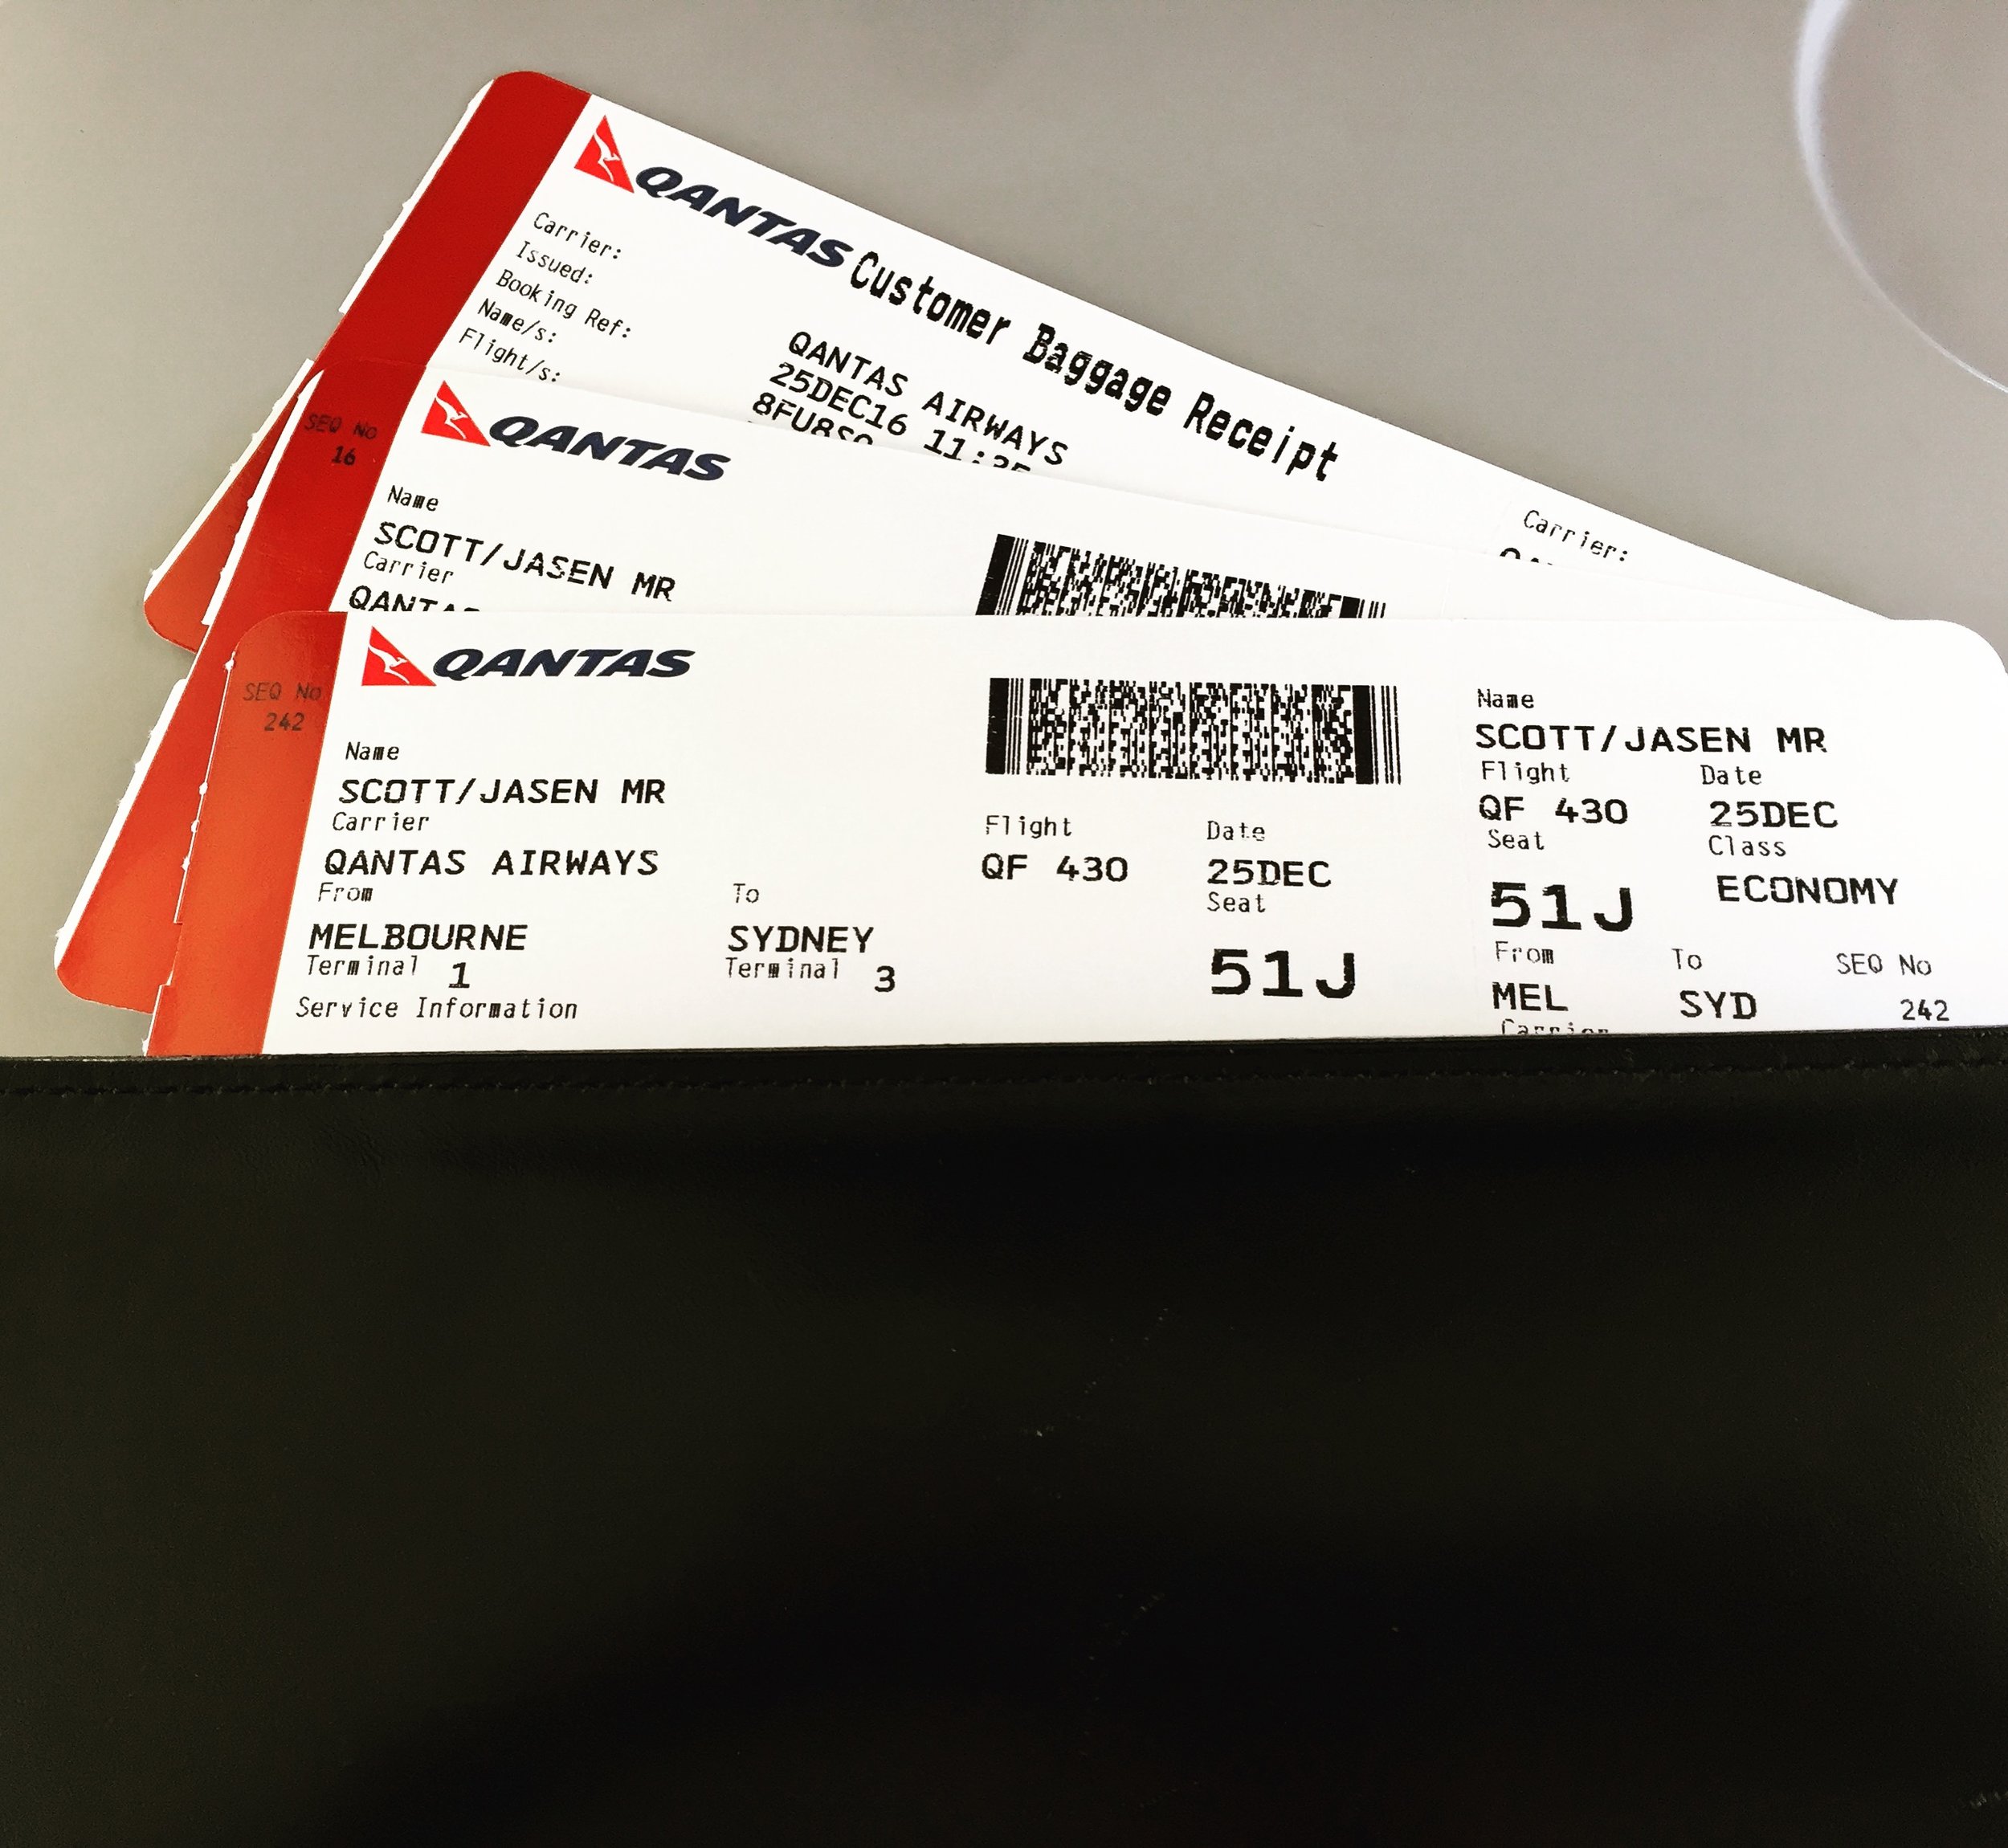 QANTAS Customer Baggage Receipt
Carrier: QANTAS AIRWAYS
Issued: 25DEC16
Booking Ref:
Name/s:
Flight/s:
Carrier:
SEQ No
16
QANTAS
Name
SCOTT/JASEN MR
Carrier
QANTAS
SEQ No
242
QANTAS
Name
SCOTT/JASEN MR
Carrier
QANTAS AIRWAYS
From To
MELBOURNE SYDNEY
Terminal 1 Terminal 3
Service Information
Flight Date
QF 430 25DEC
Seat
51J
Name
SCOTT/JASEN MR
Flight Date
QF 430 25DEC
Seat Class
51J ECONOMY
From To SEQ No
MEL SYD 242
Carrier